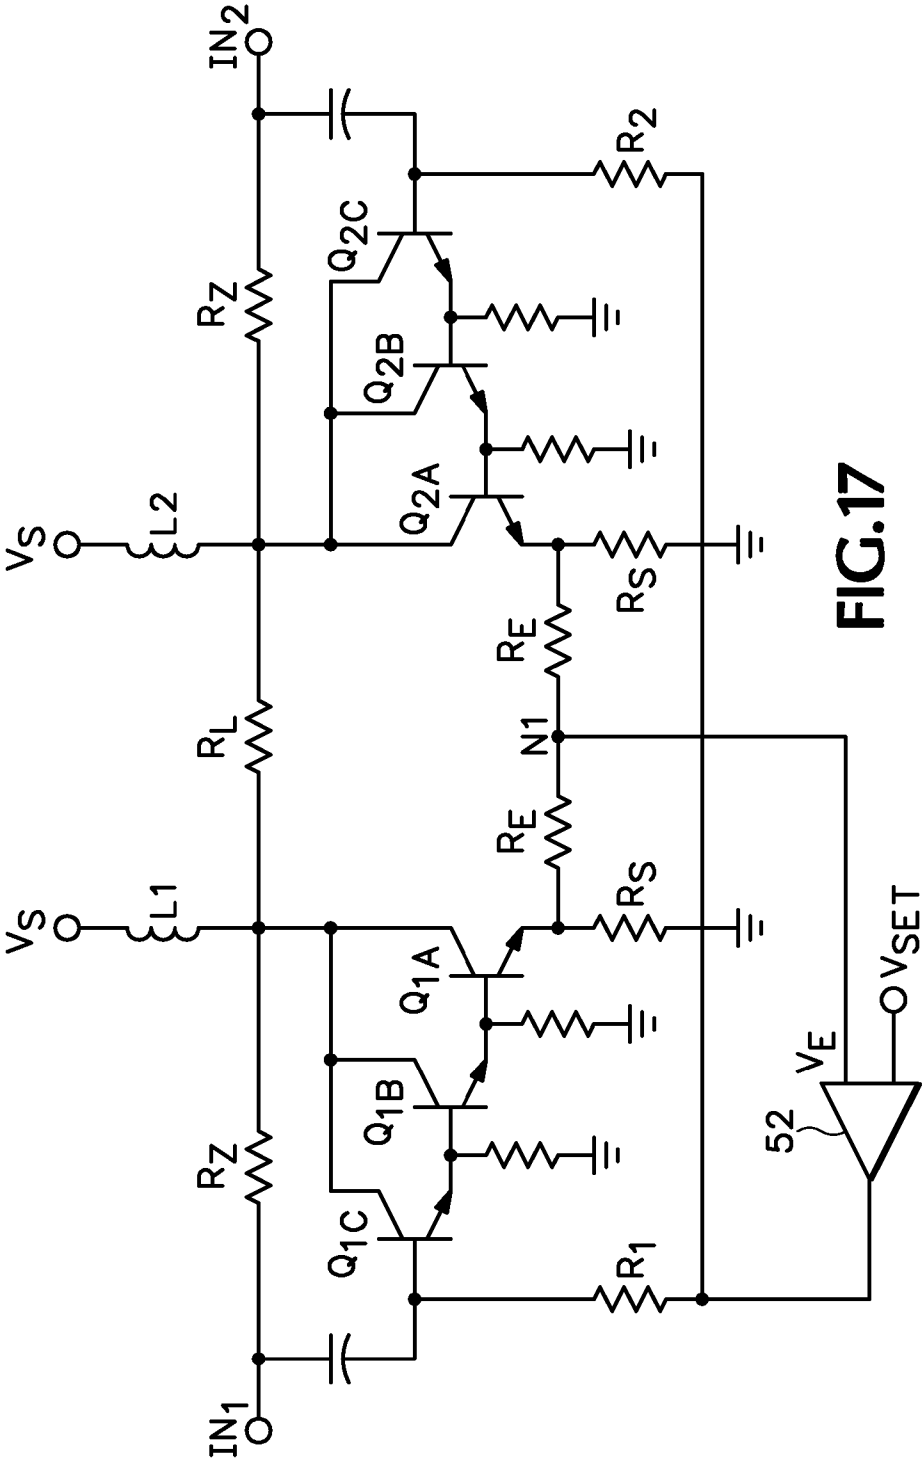 IN1
RZ
VS
L1
RL
VS
L2
RZ
IN2
Q1C
Q1B
Q1A
Q2A
Q2B
Q2C
RE
N1
RE
R1
RS
RS
R2
52
VE
VSET
FIG.17